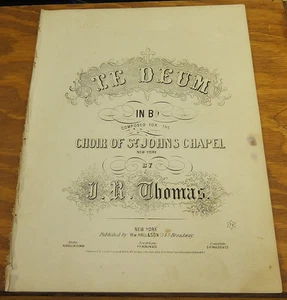 TE DEUM
IN B♭
COMPOSED FOR THE
CHOIR OF ST. JOHNS CHAPEL
NEW YORK
BY
J. R. Thomas.
NEW YORK
Published by Wm HALL & SON Broadway